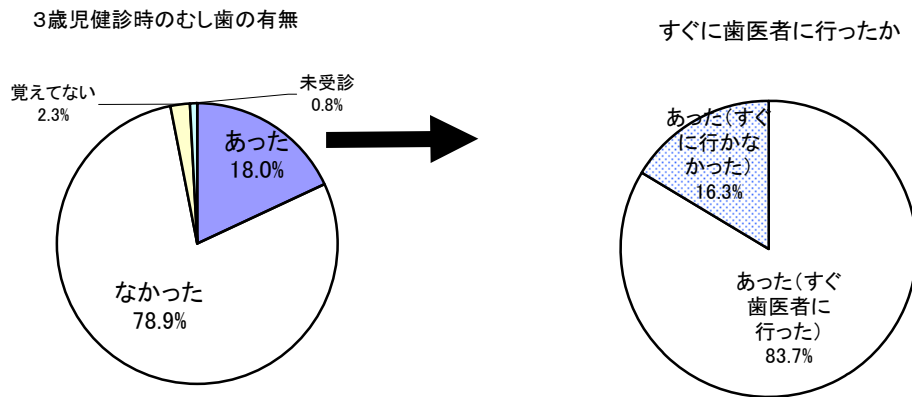 3歳児健診時のむし歯の有無
すぐに歯医者に行ったか
覚えてない
2.3%
未受診
0.8%
あった
18.0%
なかった
78.9%
あった(すぐ
に行かな
かった)
16.3%
あった(すぐ
歯医者に
行った)
83.7%